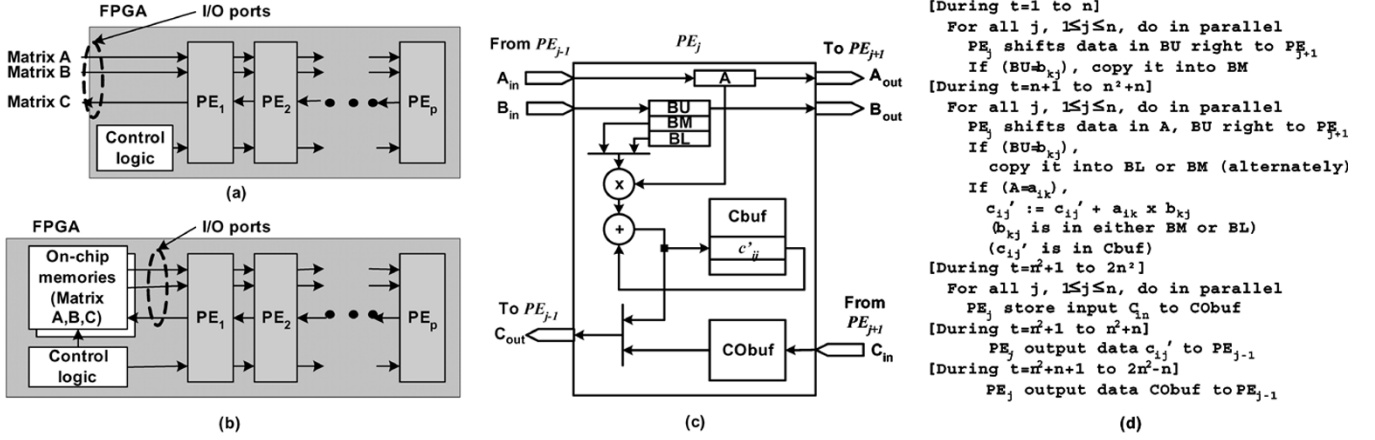 FPGA
I/O ports
Matrix A
Matrix B
Matrix C
PE1
PE2
PEp
Control
logic
(a)
FPGA
I/O ports
On-chip
memories
(Matrix
A,B,C)
Control
logic
PE1
PE2
PEp
(b)
From PEj-1
PEj
To PEj+1
Ain
A
Aout
Bin
BU
Bout
BM
BL
x
+
Cbuf
c'ij
To PEj-1
From
PEj+1
Cout
CObuf
Cin
(c)
[During t=1 to n]
For all j, 1≤j≤n, do in parallel
PEj shifts data in BU right to PEj+1
If (BU=bkj), copy it into BM
[During t=n+1 to n²+n]
For all j, 1≤j≤n, do in parallel
PEj shifts data in A, BU right to PEj+1
If (BU=bkj),
copy it into BL or BM (alternately)
If (A=aik),
cij' := cij' + aik x bkj
(bkj is in either BM or BL)
(cij' is in Cbuf)
[During t=n²+1 to 2n²]
For all j, 1≤j≤n, do in parallel
PEj store input Cin to CObuf
[During t=n²+1 to n²+n]
PEj output data cij' to PEj-1
[During t=n²+n+1 to 2n²-n]
PEj output data CObuf to PEj-1
(d)